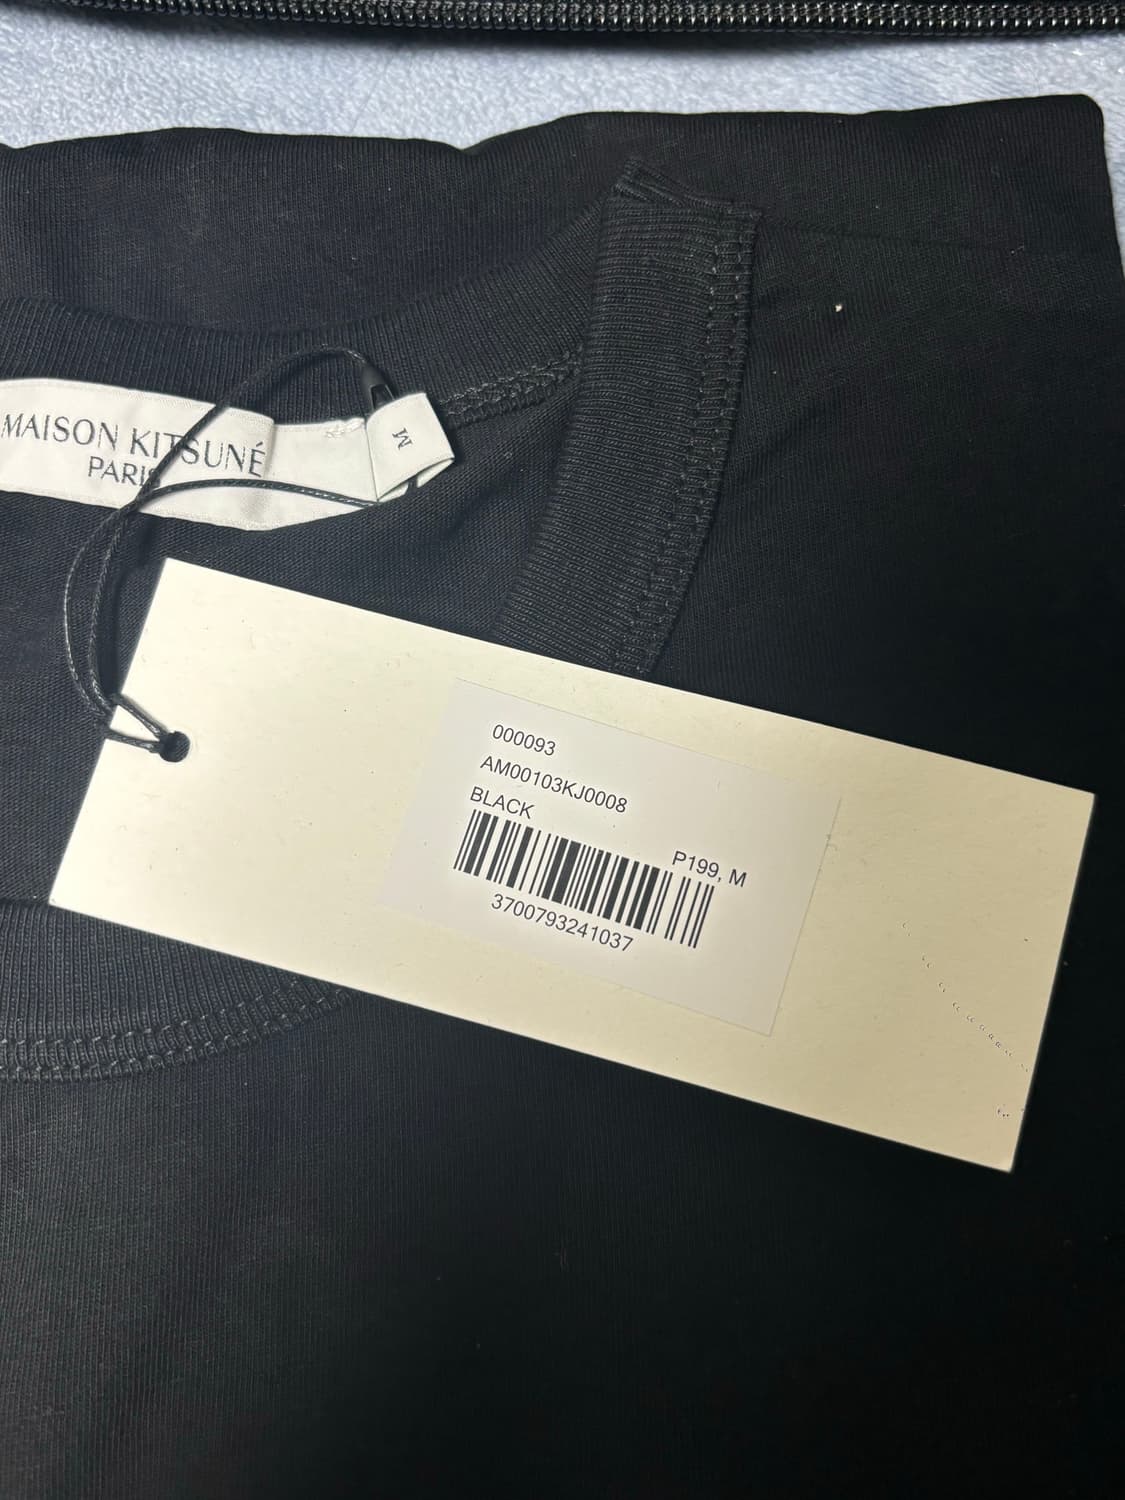 MAISON KITSUNÉ
PARIS
M
000093
AM00103KJ0008
BLACK
P199, M
3700793241037